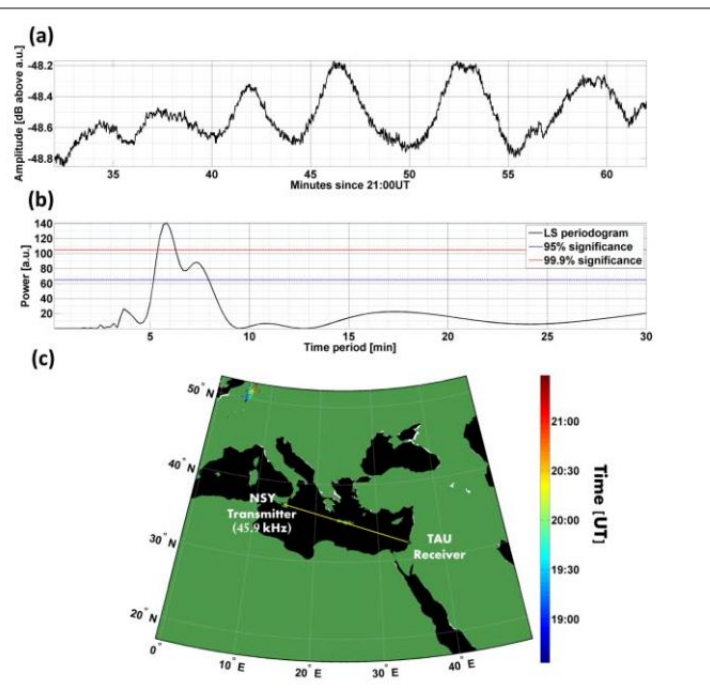 (a)
Amplitude [dB above a.u.]
-48.2
-48.4
-48.6
-48.8
35 40 45 50 55 60
Minutes since 21:00UT
(b)
Power [a.u.]
140
120
100
80
60
40
20
LS periodogram
95% significance
99.9% significance
5 10 15 20 25 30
Time period [min]
(c)
50° N
40° N
30° N
20° N
0°
10° E
20° E
30° E
40° E
NSY
Transmitter
(45.9 kHz)
TAU
Receiver
21:00
20:30
20:00
19:30
19:00
Time [UT]